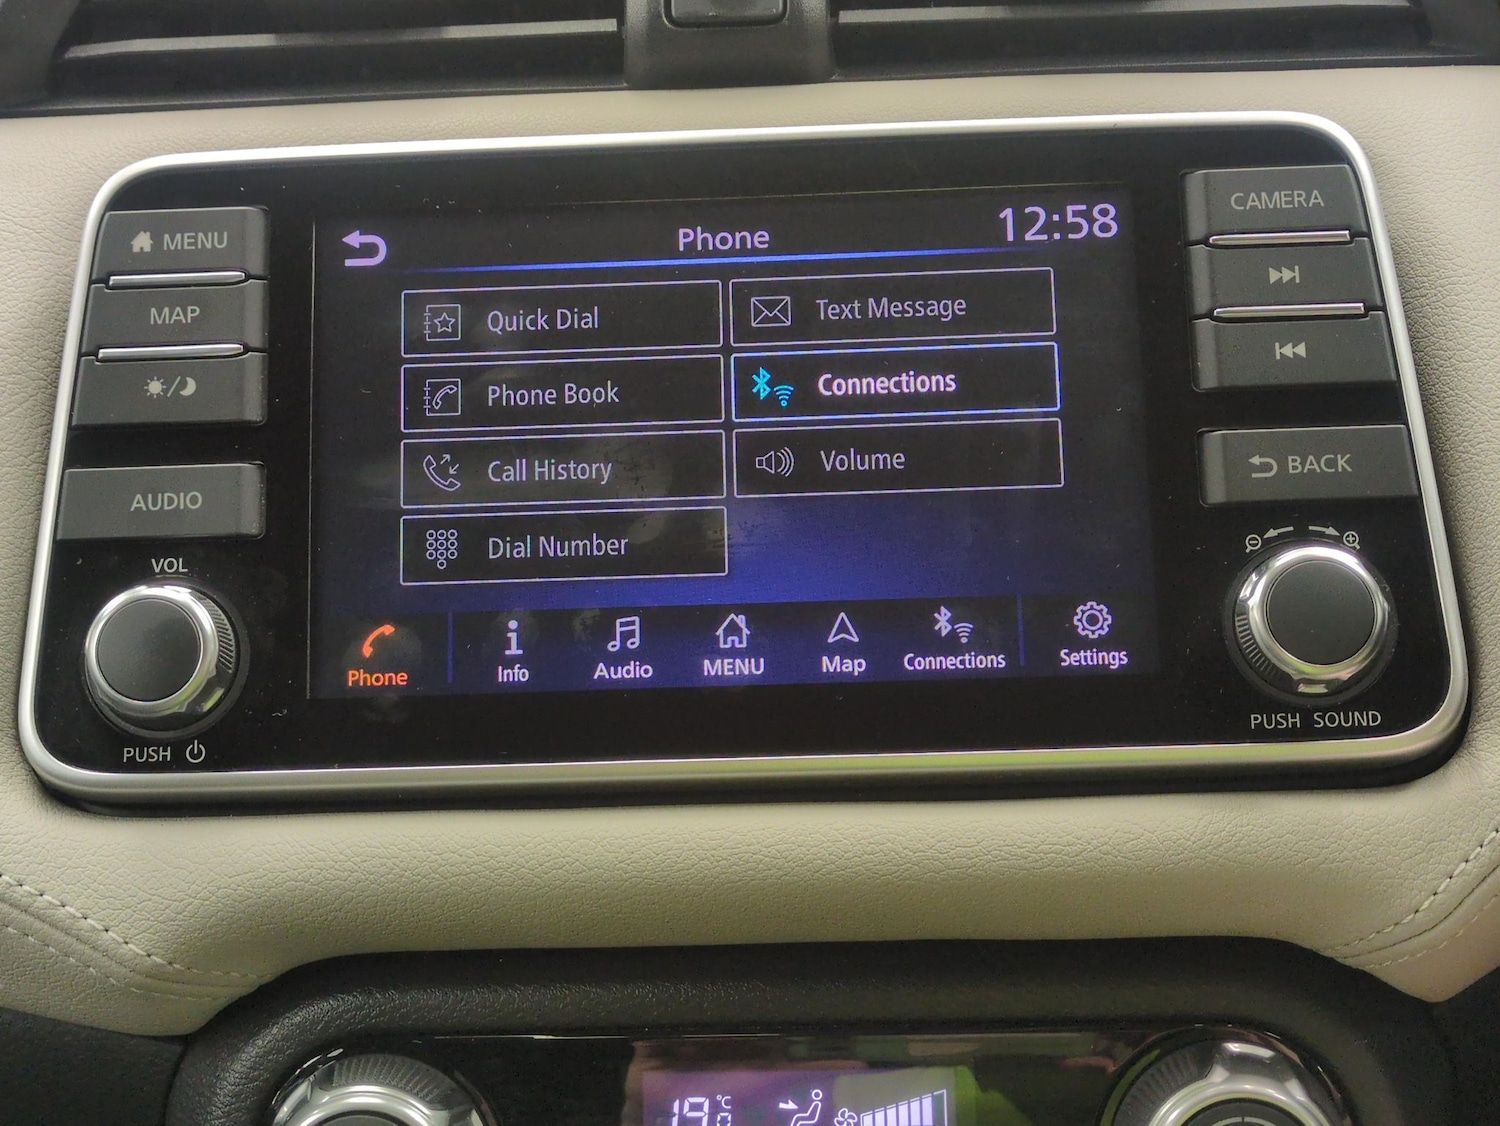 MENU
MAP
AUDIO
VOL
PUSH
Phone
12:58
Quick Dial
Text Message
Phone Book
Connections
Call History
Volume
Dial Number
Phone
Info
Audio
MENU
Map
Connections
Settings
CAMERA
BACK
PUSH SOUND
19.0 °C